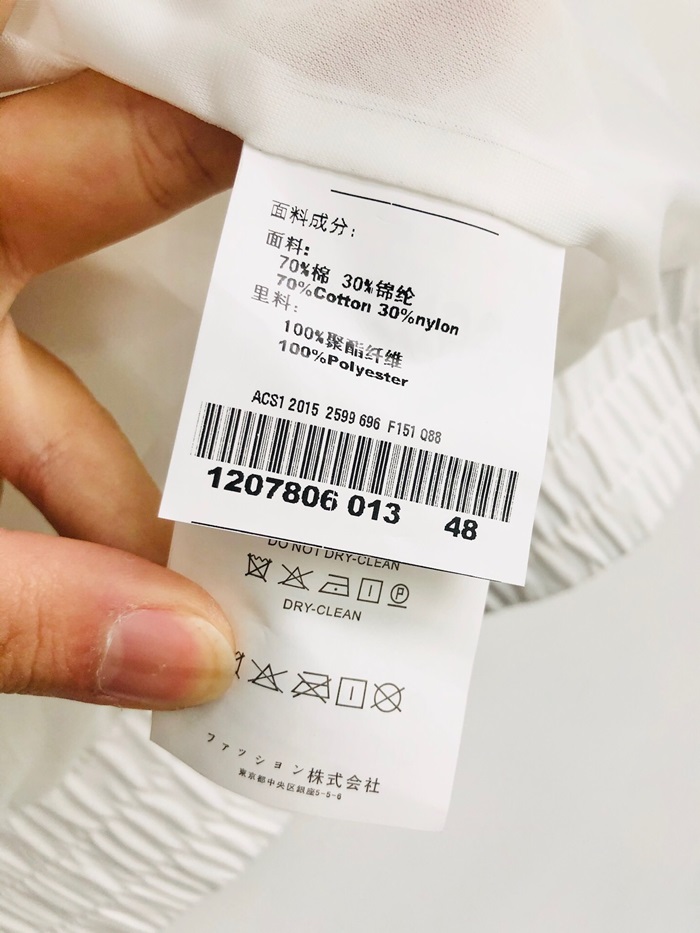 面料成分:
面料:
70%棉 30%锦纶
70%Cotton 30%nylon
里料:
100%聚酯纤维
100%Polyester
ACS1 2015 2599 696 F151 Q88
1207806 013 48
DO NOT DRY-CLEAN
P
DRY-CLEAN
ファッション株式会社
東京都中央区銀座5-5-6